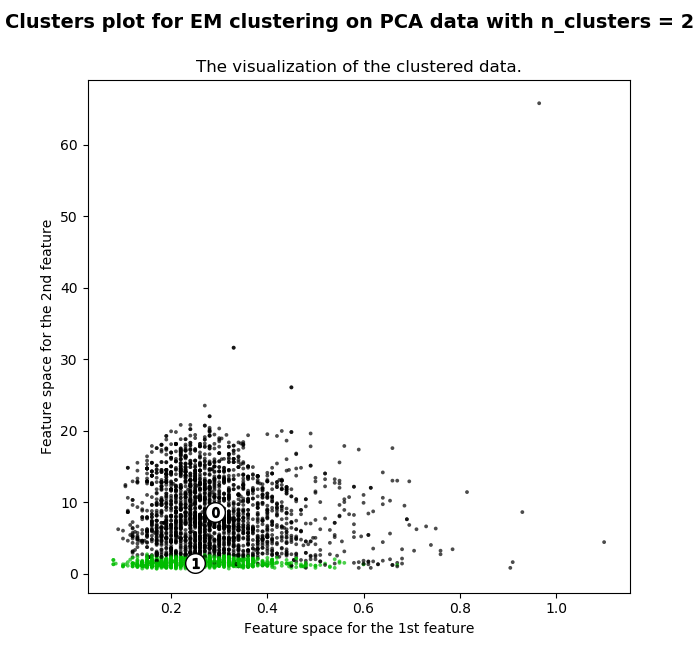 Clusters plot for EM clustering on PCA data with n_clusters = 2
The visualization of the clustered data.
60
50
40
30
20
10
0
Feature space for the 2nd feature
0
1
0.2 0.4 0.6 0.8 1.0
Feature space for the 1st feature